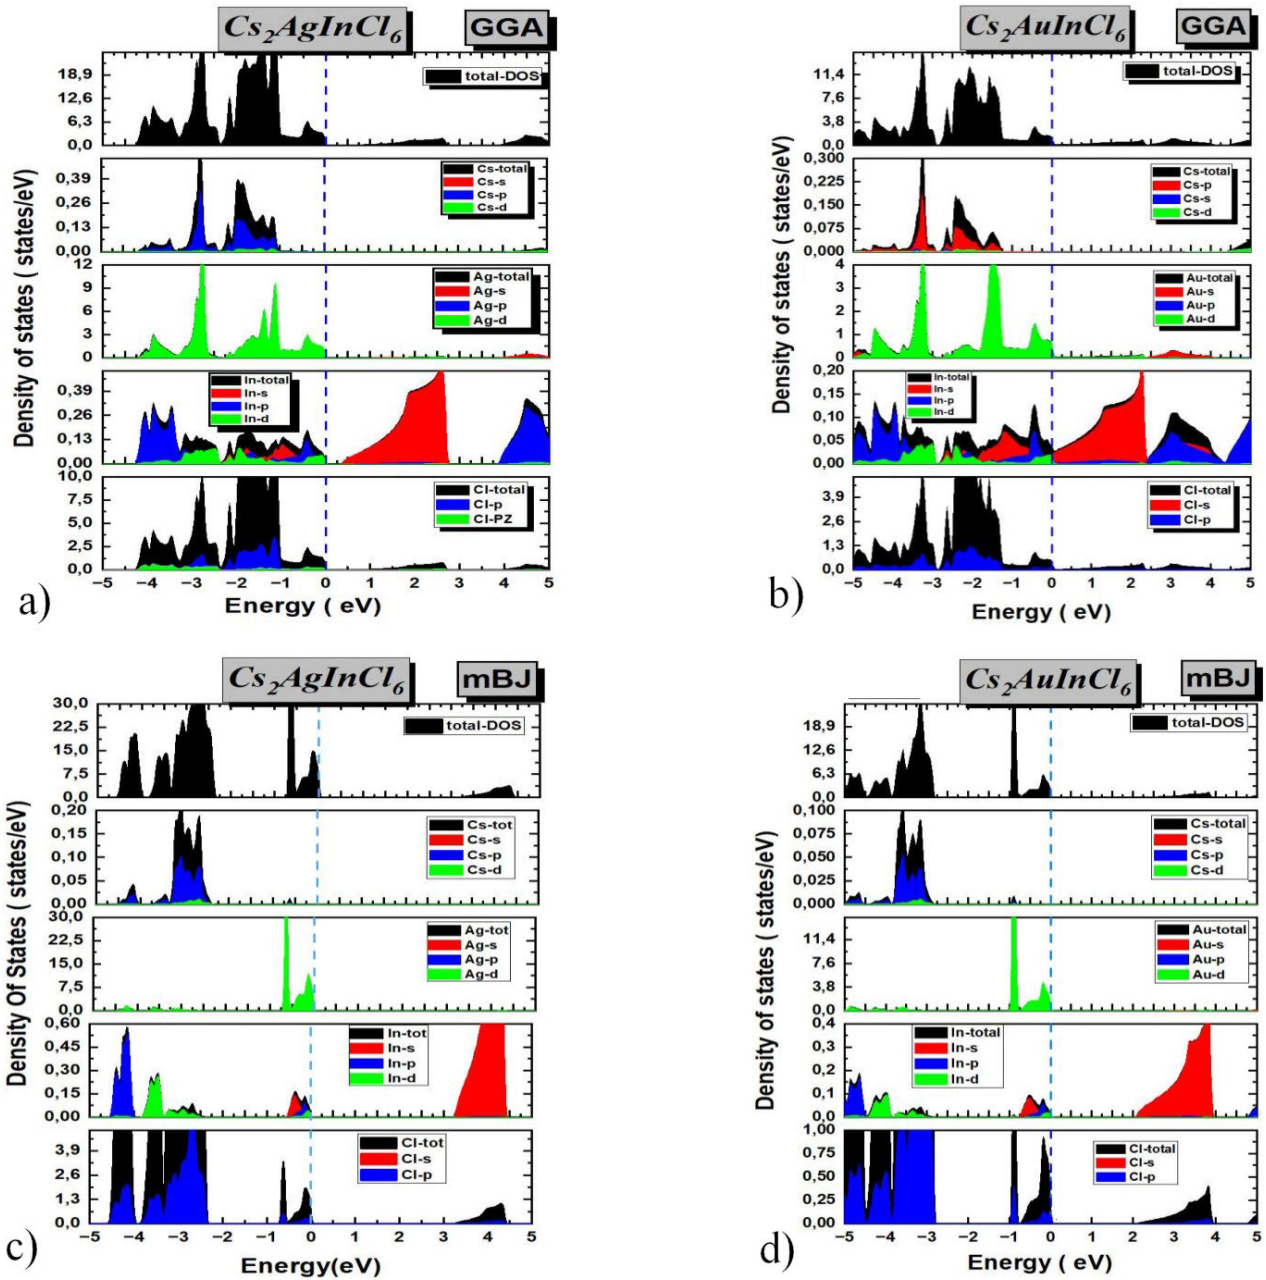 Cs2AgInCl6 GGA
Density of states ( states/eV)
18,9
12,6
6,3
0,0
total-DOS
0,39
0,26
0,13
0,00
Cs-total
Cs-s
Cs-p
Cs-d
12
9
6
3
0
Ag-total
Ag-s
Ag-p
Ag-d
0,39
0,26
0,13
0,00
In-total
In-s
In-p
In-d
10,0
7,5
5,0
2,5
0,0
Cl-total
Cl-p
Cl-PZ
−5 −4 −3 −2 −1 0 1 2 3 4 5
Energy ( eV)
a)
Cs2AuInCl6 GGA
Density of states ( states/eV)
11,4
7,6
3,8
0,0
total-DOS
0,300
0,225
0,150
0,075
0,000
Cs-total
Cs-p
Cs-s
Cs-d
4
3
2
1
0
Au-total
Au-s
Au-p
Au-d
0,20
0,15
0,10
0,05
0,00
In-total
In-s
In-p
In-d
3,9
2,6
1,3
0,0
Cl-total
Cl-s
Cl-p
−5 −4 −3 −2 −1 0 1 2 3 4 5
Energy ( eV)
b)
Cs2AgInCl6 mBJ
Density Of States ( states/eV)
30,0
22,5
15,0
7,5
0,0
total-DOS
0,20
0,15
0,10
0,05
0,00
Cs-tot
Cs-s
Cs-p
Cs-d
30,0
22,5
15,0
7,5
0,0
Ag-tot
Ag-s
Ag-p
Ag-d
0,60
0,45
0,30
0,15
0,00
In-tot
In-s
In-p
In-d
3,9
2,6
1,3
0,0
Cl-tot
Cl-s
Cl-p
−5 −4 −3 −2 −1 0 1 2 3 4 5
Energy(eV)
c)
Cs2AuInCl6 mBJ
Density of states ( states/eV)
18,9
12,6
6,3
0,0
total-DOS
0,100
0,075
0,050
0,025
0,000
Cs-total
Cs-s
Cs-p
Cs-d
11,4
7,6
3,8
0,0
Au-total
Au-s
Au-p
Au-d
0,4
0,3
0,2
0,1
0,0
In-total
In-s
In-p
In-d
1,00
0,75
0,50
0,25
0,00
Cl-total
Cl-s
Cl-p
−5 −4 −3 −2 −1 0 1 2 3 4 5
Energy ( eV)
d)